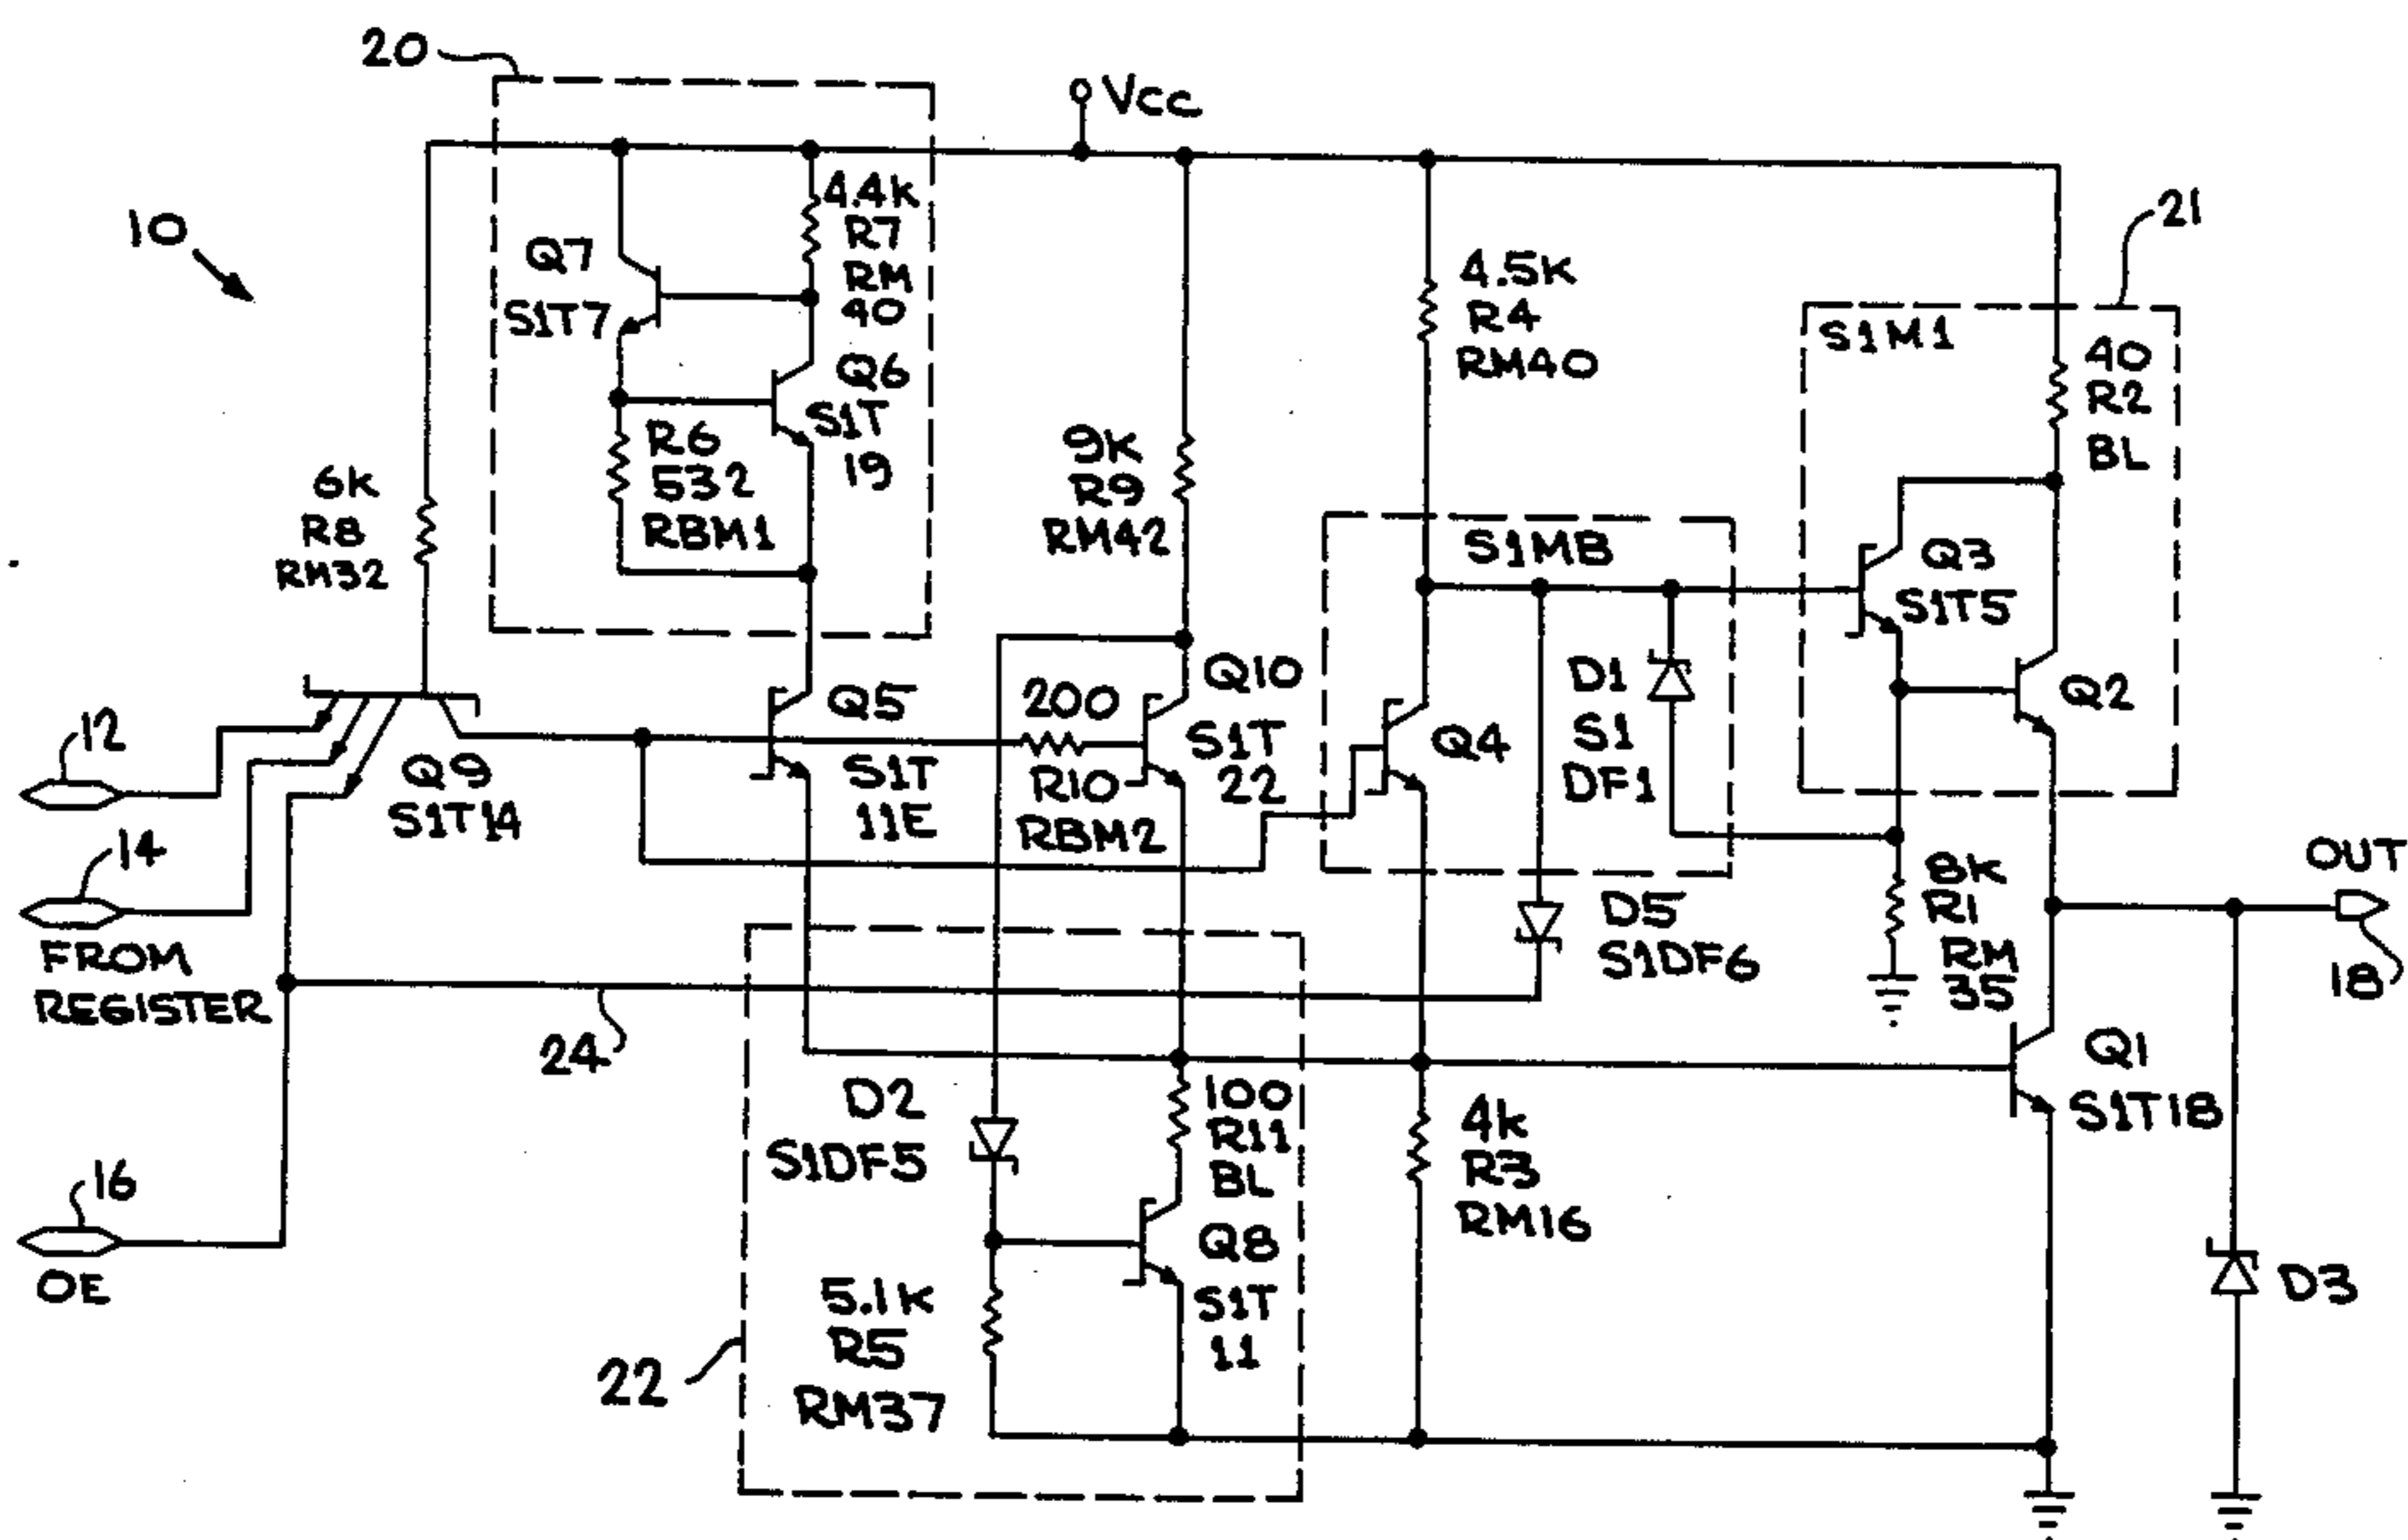 20
VCC
10
21
4.4K
R7
RM
40
Q7
S1T7
Q6
S1T
19
R6
532
RBM1
4.5K
R4
RM40
S1M1
40
R2
BL
9K
R9
RM42
6K
R8
RM32
S1MB
Q3
S1T5
Q5
S1T
11E
200
R10
RBM2
Q10
S1T
22
Q4
D1
S1
DF1
Q2
12
Q9
S1T14
14
FROM
REGISTER
D5
S1DF6
8K
R1
RM
35
OUT
18
24
D2
S1DF5
100
R11
BL
4K
R3
RM16
Q1
S1T18
16
OE
Q8
S1T
11
5.1K
R5
RM37
22
D3